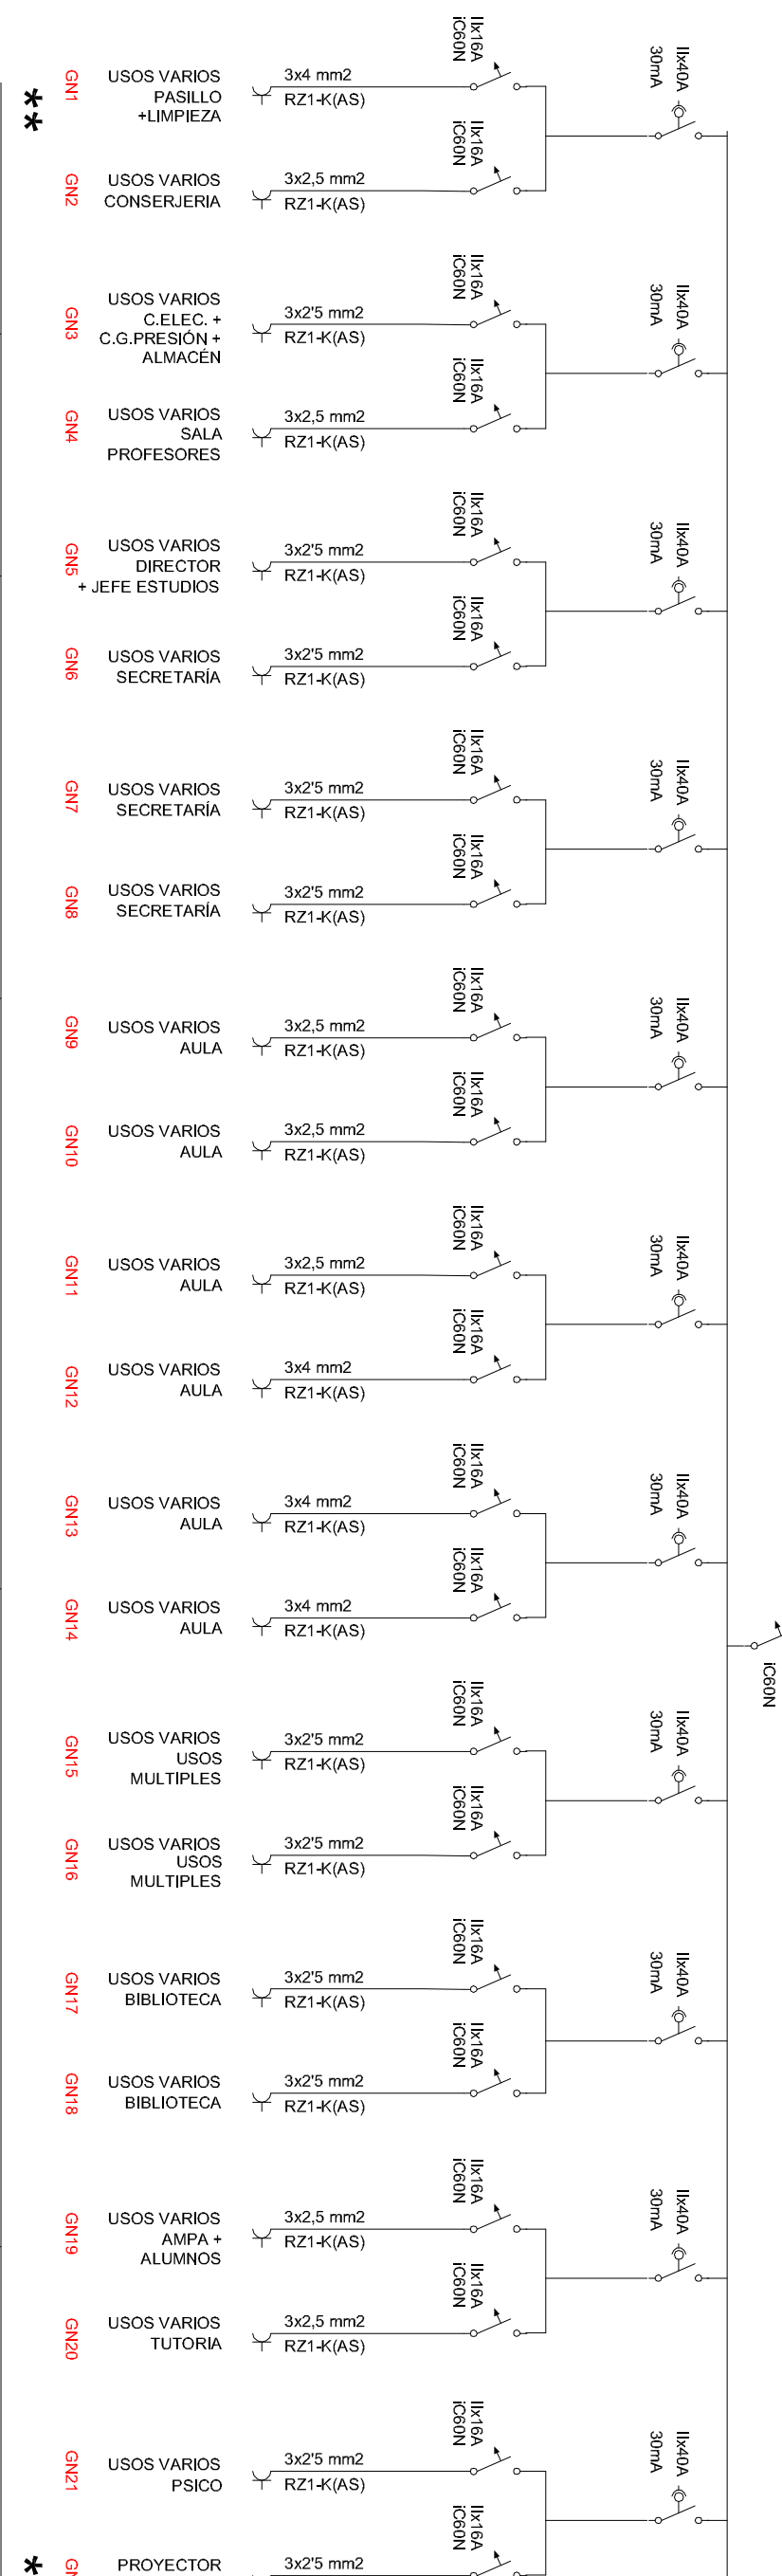 IIx16A
iC60N
IIx40A
30mA
GN1
USOS VARIOS
PASILLO
+LIMPIEZA
3x4 mm2
RZ1-K(AS)
**
IIx16A
iC60N
GN2
USOS VARIOS
CONSERJERIA
3x2,5 mm2
RZ1-K(AS)
IIx16A
iC60N
IIx40A
30mA
GN3
USOS VARIOS
C.ELEC. +
C.G.PRESIÓN +
ALMACÉN
3x2'5 mm2
RZ1-K(AS)
IIx16A
iC60N
GN4
USOS VARIOS
SALA
PROFESORES
3x2,5 mm2
RZ1-K(AS)
IIx16A
iC60N
IIx40A
30mA
GN5
USOS VARIOS
DIRECTOR
+ JEFE ESTUDIOS
3x2'5 mm2
RZ1-K(AS)
IIx16A
iC60N
GN6
USOS VARIOS
SECRETARÍA
3x2'5 mm2
RZ1-K(AS)
IIx16A
iC60N
IIx40A
30mA
GN7
USOS VARIOS
SECRETARÍA
3x2'5 mm2
RZ1-K(AS)
IIx16A
iC60N
GN8
USOS VARIOS
SECRETARÍA
3x2'5 mm2
RZ1-K(AS)
IIx16A
iC60N
IIx40A
30mA
GN9
USOS VARIOS
AULA
3x2,5 mm2
RZ1-K(AS)
IIx16A
iC60N
GN10
USOS VARIOS
AULA
3x2,5 mm2
RZ1-K(AS)
IIx16A
iC60N
IIx40A
30mA
GN11
USOS VARIOS
AULA
3x2,5 mm2
RZ1-K(AS)
IIx16A
iC60N
GN12
USOS VARIOS
AULA
3x4 mm2
RZ1-K(AS)
IIx16A
iC60N
IIx40A
30mA
GN13
USOS VARIOS
AULA
3x4 mm2
RZ1-K(AS)
IIx16A
iC60N
GN14
USOS VARIOS
AULA
3x4 mm2
RZ1-K(AS)
iC60N
IIx16A
iC60N
IIx40A
30mA
GN15
USOS VARIOS
USOS
MULTIPLES
3x2'5 mm2
RZ1-K(AS)
IIx16A
iC60N
GN16
USOS VARIOS
USOS
MULTIPLES
3x2'5 mm2
RZ1-K(AS)
IIx16A
iC60N
IIx40A
30mA
GN17
USOS VARIOS
BIBLIOTECA
3x2'5 mm2
RZ1-K(AS)
IIx16A
iC60N
GN18
USOS VARIOS
BIBLIOTECA
3x2'5 mm2
RZ1-K(AS)
IIx16A
iC60N
IIx40A
30mA
GN19
USOS VARIOS
AMPA +
ALUMNOS
3x2,5 mm2
RZ1-K(AS)
IIx16A
iC60N
GN20
USOS VARIOS
TUTORIA
3x2,5 mm2
RZ1-K(AS)
IIx16A
iC60N
IIx40A
30mA
GN21
USOS VARIOS
PSICO
3x2'5 mm2
RZ1-K(AS)
IIx16A
iC60N
PROYECTOR
3x2'5 mm2
*